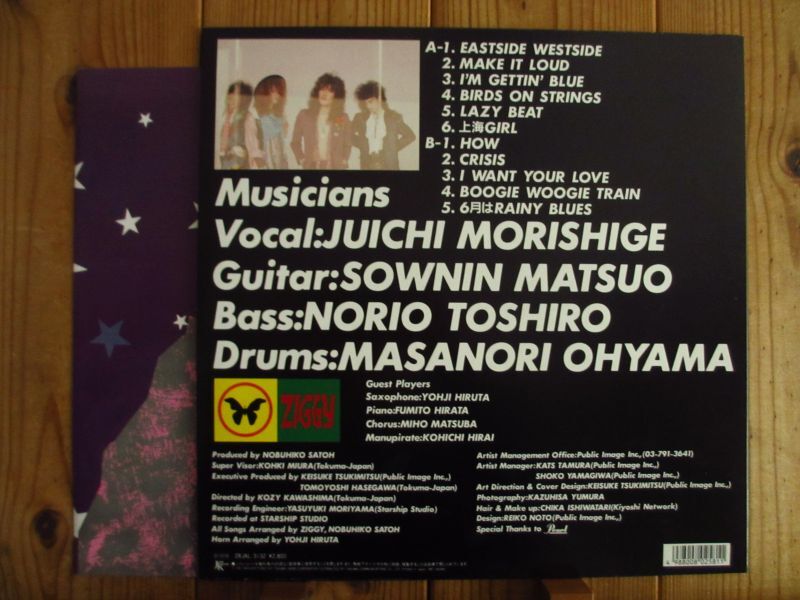 A-1. EASTSIDE WESTSIDE
2. MAKE IT LOUD
3. I'M GETTIN' BLUE
4. BIRDS ON STRINGS
5. LAZY BEAT
6. 上海GIRL
B-1. HOW
2. CRISIS
3. I WANT YOUR LOVE
4. BOOGIE WOOGIE TRAIN
5. 6月はRAINY BLUES
Musicians
Vocal:JUICHI MORISHIGE
Guitar:SOWNIN MATSUO
Bass:NORIO TOSHIRO
Drums:MASANORI OHYAMA
ZIGGY
Guest Players
Saxophone:YOHJI HIRUTA
Piano:FUMITO HIRATA
Chorus:MIHO MATSUBA
Manupirate:KOHICHI HIRAI
Produced by NOBUHIKO SATOH
Super Visor:KOHKI MIURA(Tokuma-Japan)
Executive Produced by KEISUKE TSUKIMITSU(Public Image Inc,,)
TOMOYOSHI HASEGAWA(Tokuma-Japan)
Directed by KOZY KAWASHIMA(Tokuma-Japan)
Recording Engineer:YASUYUKI MORIYAMA(Starship Studio)
Recorded at STARSHIP STUDIO
All Songs Arranged by ZIGGY, NOBUHIKO SATOH
Horn Arranged by YOHJI HIRUTA
Artist Management Office:Public Image Inc,,(03-791-3641)
Artist Manager:KATS TAMURA(Public Image Inc,,)
SHOKO YAMAGIWA(Public Image Inc,,)
Art Direction & Cover Design:KEISUKE TSUKIMITSU(Public Image Inc,,)
Photography:KAZUHISA YUMURA
Hair & Make up:CHIKA ISHIWATARI(Kiyoshi Network)
Design:REIKO NOTO(Public Image Inc,,)
Special Thanks to Pearl
4 988008 025811